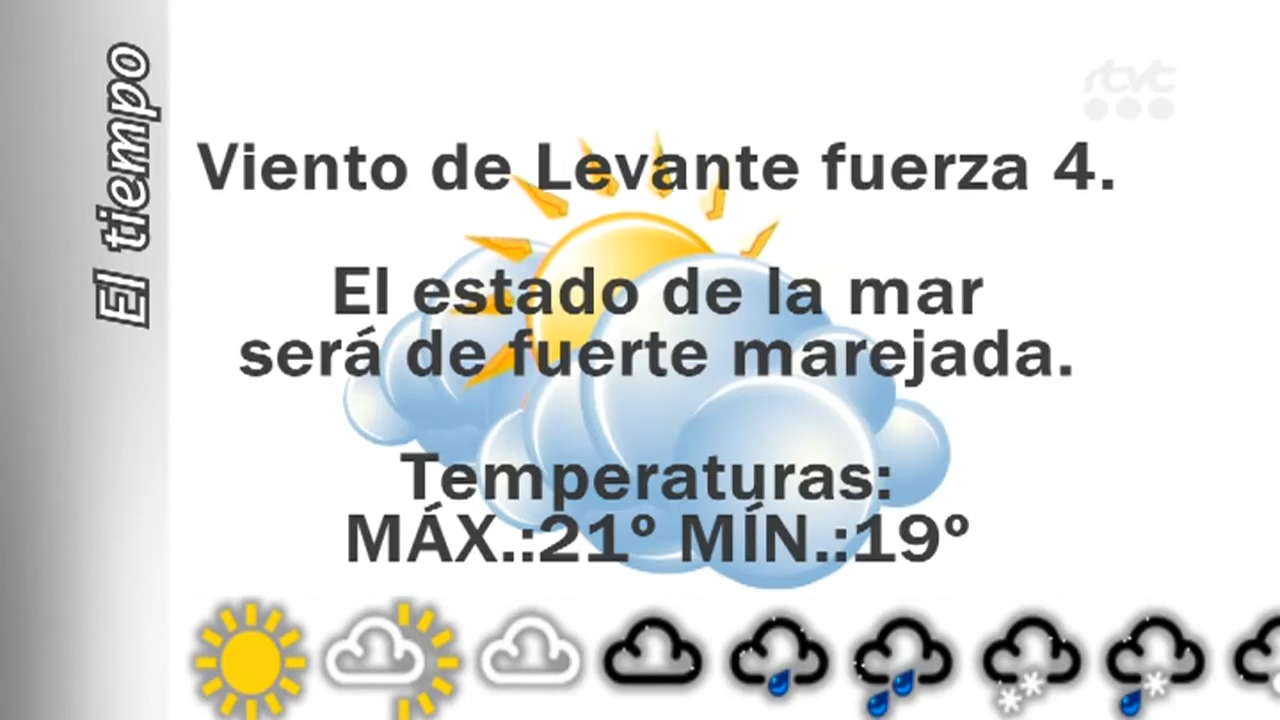 El tiempo
rtvc
Viento de Levante fuerza 4.
El estado de la mar
será de fuerte marejada.
Temperaturas:
MÁX.:21º MÍN.:19º